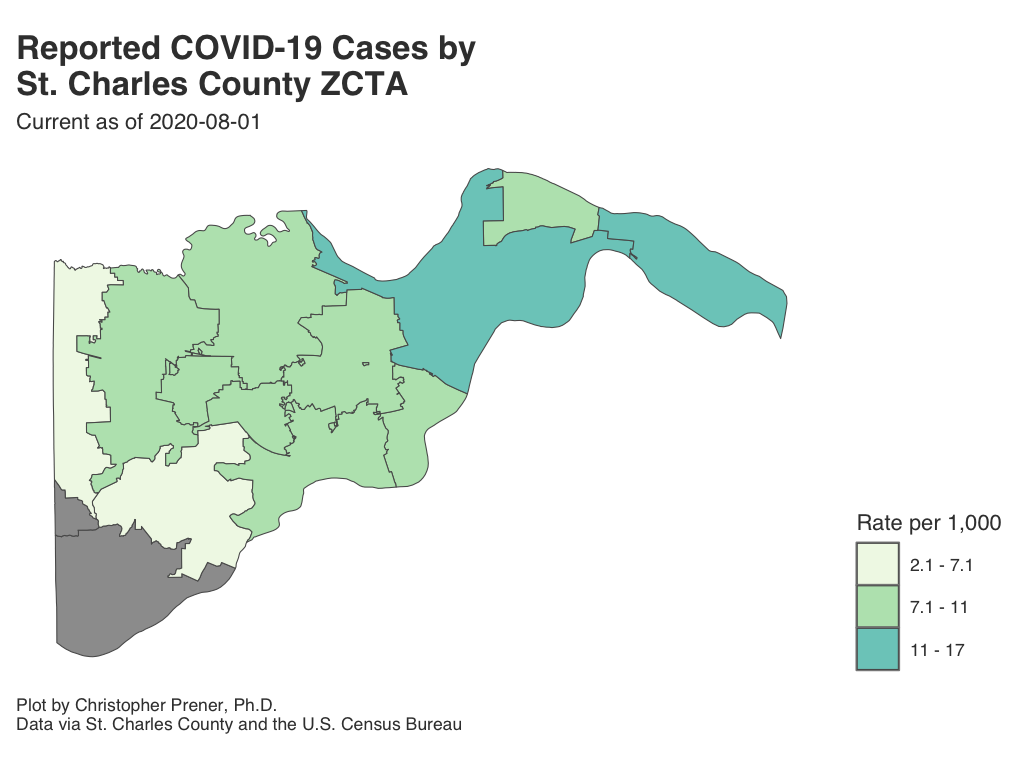 Reported COVID-19 Cases by
St. Charles County ZCTA
Current as of 2020-08-01
Rate per 1,000
2.1 - 7.1
7.1 - 11
11 - 17
Plot by Christopher Prener, Ph.D.
Data via St. Charles County and the U.S. Census Bureau